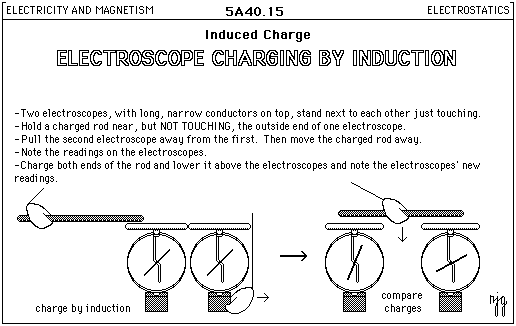 ELECTRICITY AND MAGNETISM 5A40.15 ELECTROSTATICS
Induced Charge
ELECTROSCOPE CHARGING BY INDUCTION
-Two electroscopes, with long, narrow conductors on top, stand next to each other just touching.
-Hold a charged rod near, but NOT TOUCHING, the outside end of one electroscope.
-Pull the second electroscope away from the first. Then move the charged rod away.
-Note the readings on the electroscopes.
-Charge both ends of the rod and lower it above the electroscopes and note the electroscopes' new
readings.
charge by induction
compare
charges
njg